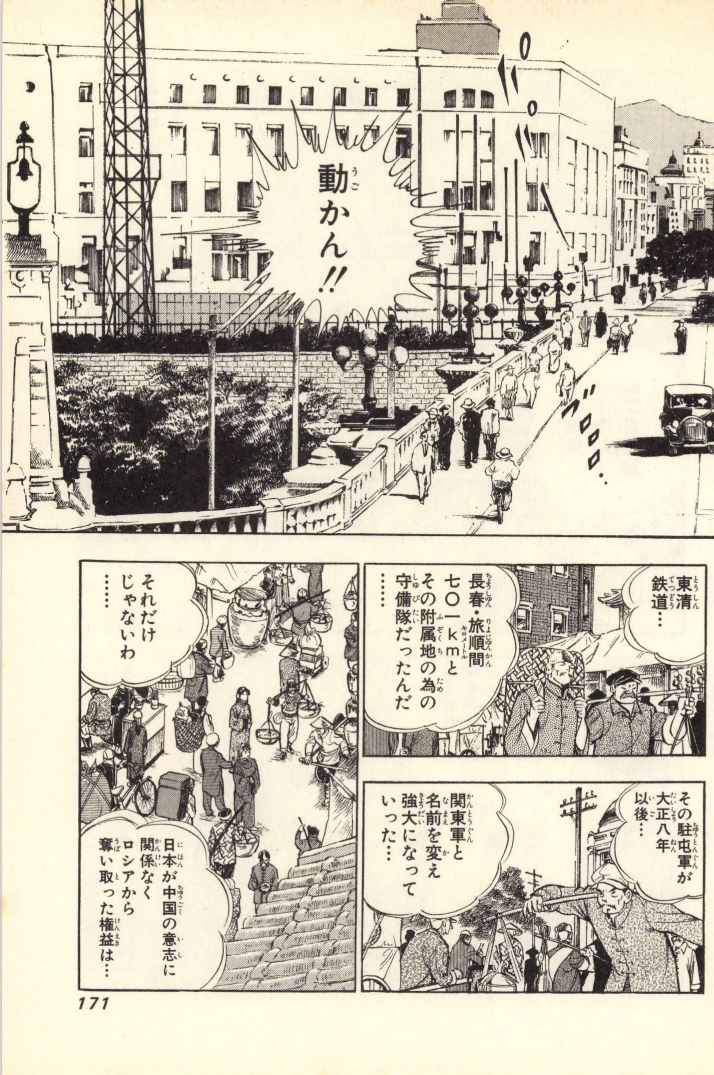 動かん!!
ババババ
ブロロロ..
東清
鉄道…
長春・旅順間
七〇一kmと
その附属地の為の
守備隊だったんだ
……
その駐屯軍が
大正八年
以後…
関東軍と
名前を変え
強大になって
いった…
それだけ
じゃないわ
……
日本が中国の意志に
関係なく
ロシアから
奪い取った権益は…
171